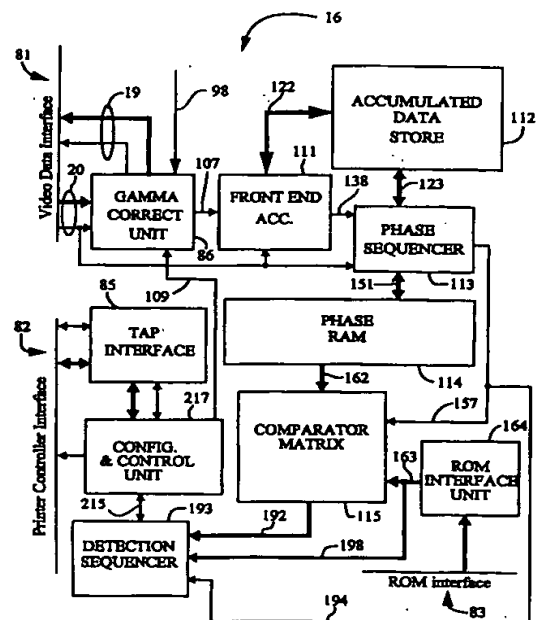 16
81
19
98
122
ACCUMULATED
DATA
STORE
112
Video Data Interface
20
107
111
138
123
GAMMA
CORRECT
UNIT
86
FRONT END
ACC.
PHASE
SEQUENCER
113
109
151
85
82
TAP
INTERFACE
PHASE
RAM
114
Printer Controller Interface
217
162
157
164
CONFIG.
& CONTROL
UNIT
COMPARATOR
MATRIX
163
ROM
INTERFACE
UNIT
215
193
192
115
DETECTION
SEQUENCER
198
ROM interface
83
194